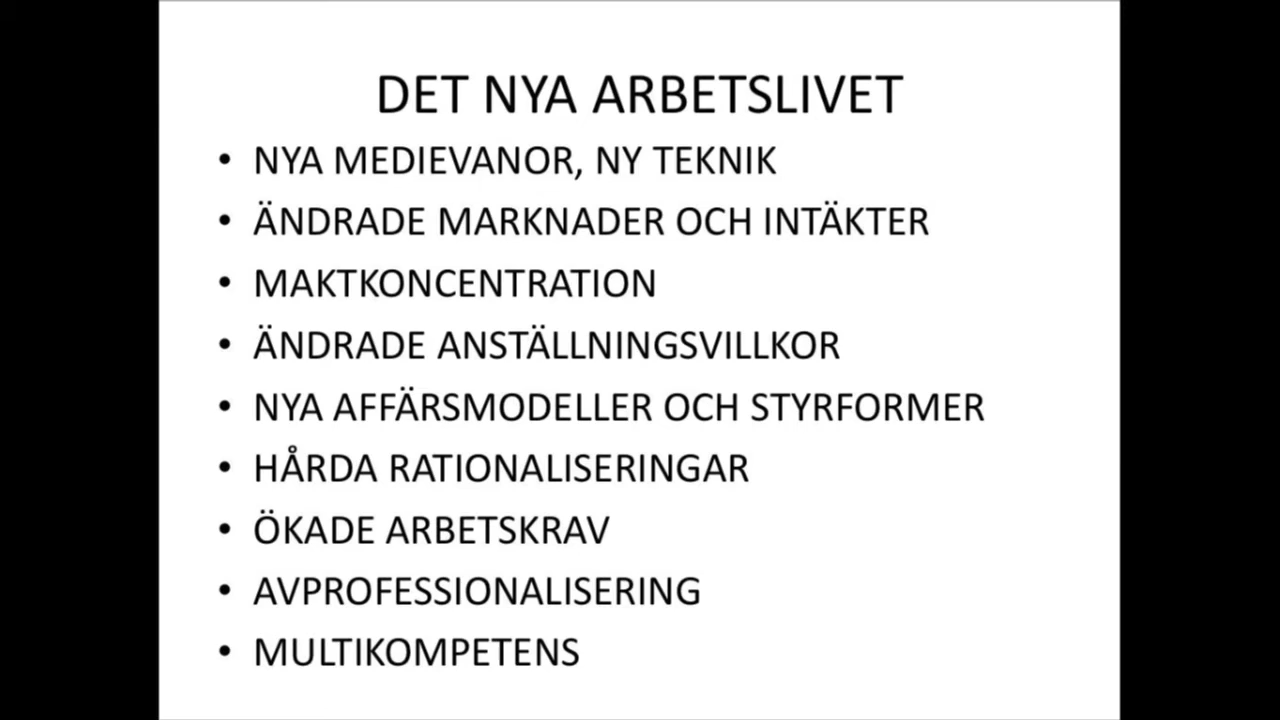 DET NYA ARBETSLIVET
• NYA MEDIEVANOR, NY TEKNIK
• ÄNDRADE MARKNADER OCH INTÄKTER
• MAKTKONCENTRATION
• ÄNDRADE ANSTÄLLNINGSVILLKOR
• NYA AFFÄRSMODELLER OCH STYRFORMER
• HÅRDA RATIONALISERINGAR
• ÖKADE ARBETSKRAV
• AVPROFESSIONALISERING
• MULTIKOMPETENS